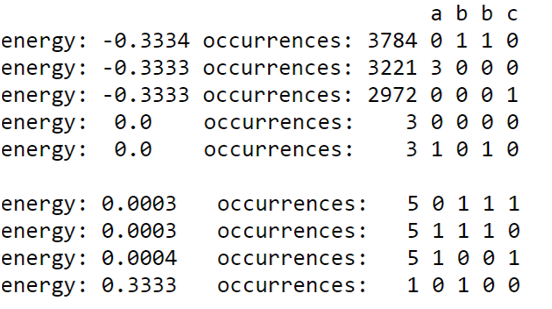 a b b c
energy: -0.3334 occurrences: 3784 0 1 1 0
energy: -0.3333 occurrences: 3221 3 0 0 0
energy: -0.3333 occurrences: 2972 0 0 0 1
energy: 0.0 occurrences: 3 0 0 0 0
energy: 0.0 occurrences: 3 1 0 1 0
energy: 0.0003 occurrences: 5 0 1 1 1
energy: 0.0003 occurrences: 5 1 1 1 0
energy: 0.0004 occurrences: 5 1 0 0 1
energy: 0.3333 occurrences: 1 0 1 0 0